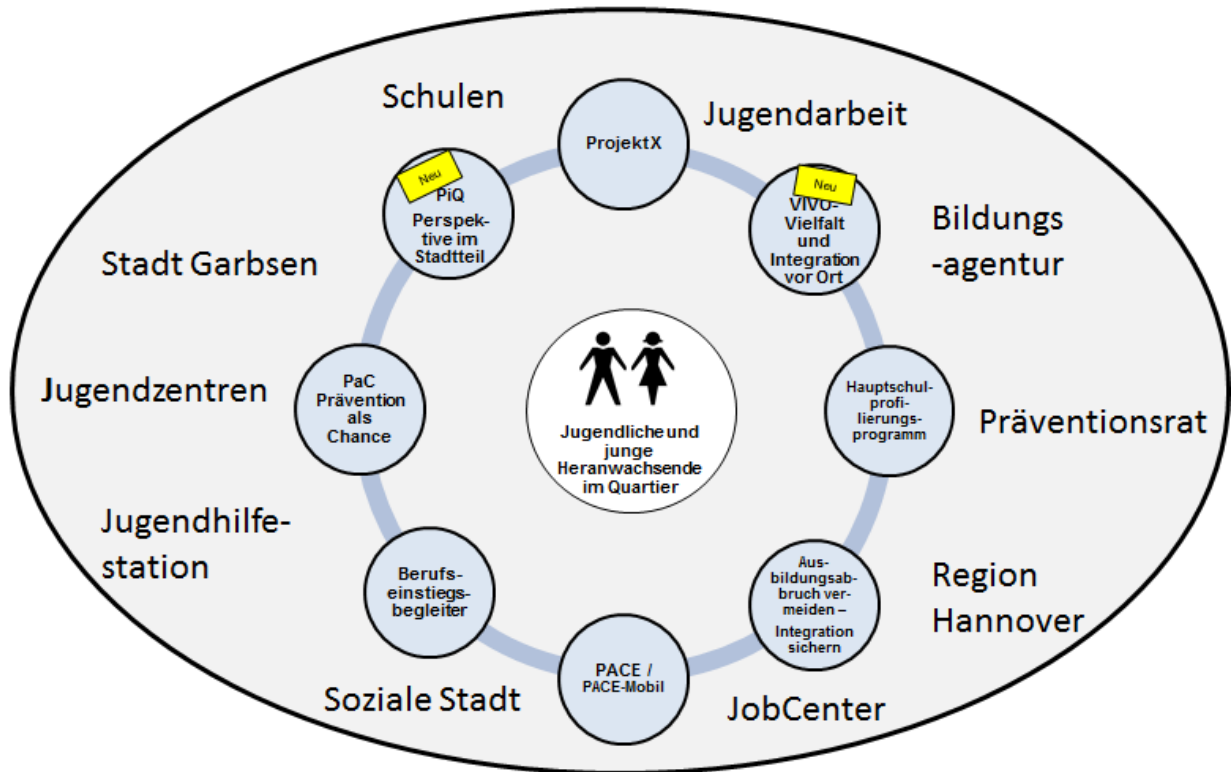 Schulen
Jugendarbeit
ProjektX
Neu
PiQ
Perspek-
tive im
Stadtteil
Neu
VIVO-
Vielfalt
und
Integration
vor Ort
Bildungs
-agentur
Stadt Garbsen
Jugendzentren
PaC
Prävention
als
Chance
Jugendliche und
junge
Heranwachsende
im Quartier
Hauptschul-
profi-
lierungs-
programm
Präventionsrat
Jugendhilfe-
station
Berufs-
einstiegs-
begleiter
Aus-
bildungsab-
bruch ver-
meiden –
Integration
sichern
Region
Hannover
PACE /
PACE-Mobil
Soziale Stadt
JobCenter